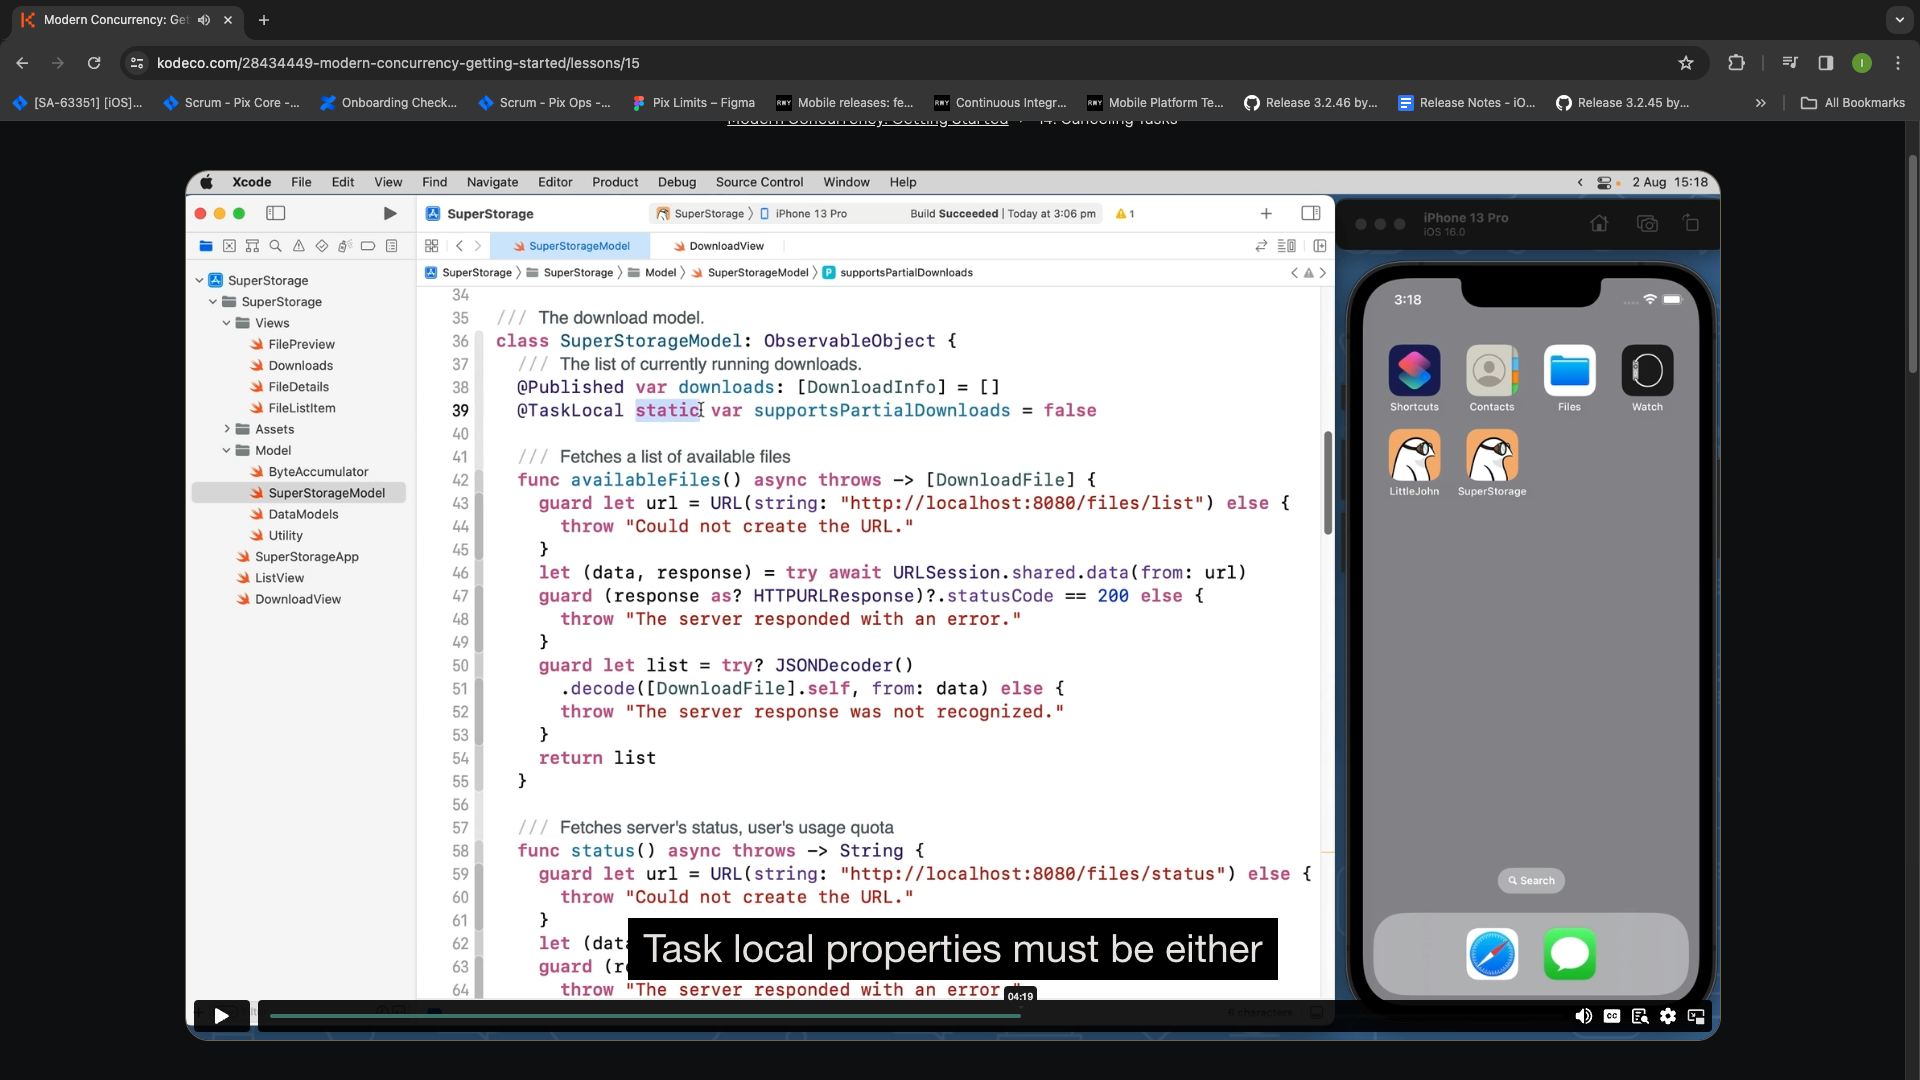 Modern Concurrency: Get
kodeco.com/28434449-modern-concurrency-getting-started/lessons/15
[SA-63351] [iOS]...
Scrum - Pix Core -...
Onboarding Check...
Scrum - Pix Ops -...
Pix Limits – Figma
RWY Mobile releases: fe...
RWY Continuous Integr...
RWY Mobile Platform Te...
Release 3.2.46 by...
Release Notes - iO...
Release 3.2.45 by...
»
All Bookmarks
Modern Concurrency: Getting Started
14. Canceling Tasks
Xcode File Edit View Find Navigate Editor Product Debug Source Control Window Help
2 Aug 15:18
SuperStorage
SuperStorage 〉 iPhone 13 Pro
Build Succeeded | Today at 3:06 pm
1
SuperStorageModel
DownloadView
SuperStorage 〉 SuperStorage 〉 Model 〉 SuperStorageModel 〉 P supportsPartialDownloads
SuperStorage
SuperStorage
Views
FilePreview
Downloads
FileDetails
FileListItem
Assets
Model
ByteAccumulator
SuperStorageModel
DataModels
Utility
SuperStorageApp
ListView
DownloadView
34
35 /// The download model.
36 class SuperStorageModel: ObservableObject {
37 /// The list of currently running downloads.
38 @Published var downloads: [DownloadInfo] = []
39 @TaskLocal static var supportsPartialDownloads = false
40
41 /// Fetches a list of available files
42 func availableFiles() async throws -> [DownloadFile] {
43 guard let url = URL(string: "http://localhost:8080/files/list") else {
44 throw "Could not create the URL."
45 }
46 let (data, response) = try await URLSession.shared.data(from: url)
47 guard (response as? HTTPURLResponse)?.statusCode == 200 else {
48 throw "The server responded with an error."
49 }
50 guard let list = try? JSONDecoder()
51 .decode([DownloadFile].self, from: data) else {
52 throw "The server response was not recognized."
53 }
54 return list
55 }
56
57 /// Fetches server's status, user's usage quota
58 func status() async throws -> String {
59 guard let url = URL(string: "http://localhost:8080/files/status") else {
60 throw "Could not create the URL."
61 }
62 let (data
63 guard (re
64 throw "The server responded with an error."
Task local properties must be either
04:19
CC
iPhone 13 Pro
iOS 16.0
3:18
Shortcuts
Contacts
Files
Watch
LittleJohn
SuperStorage
Search